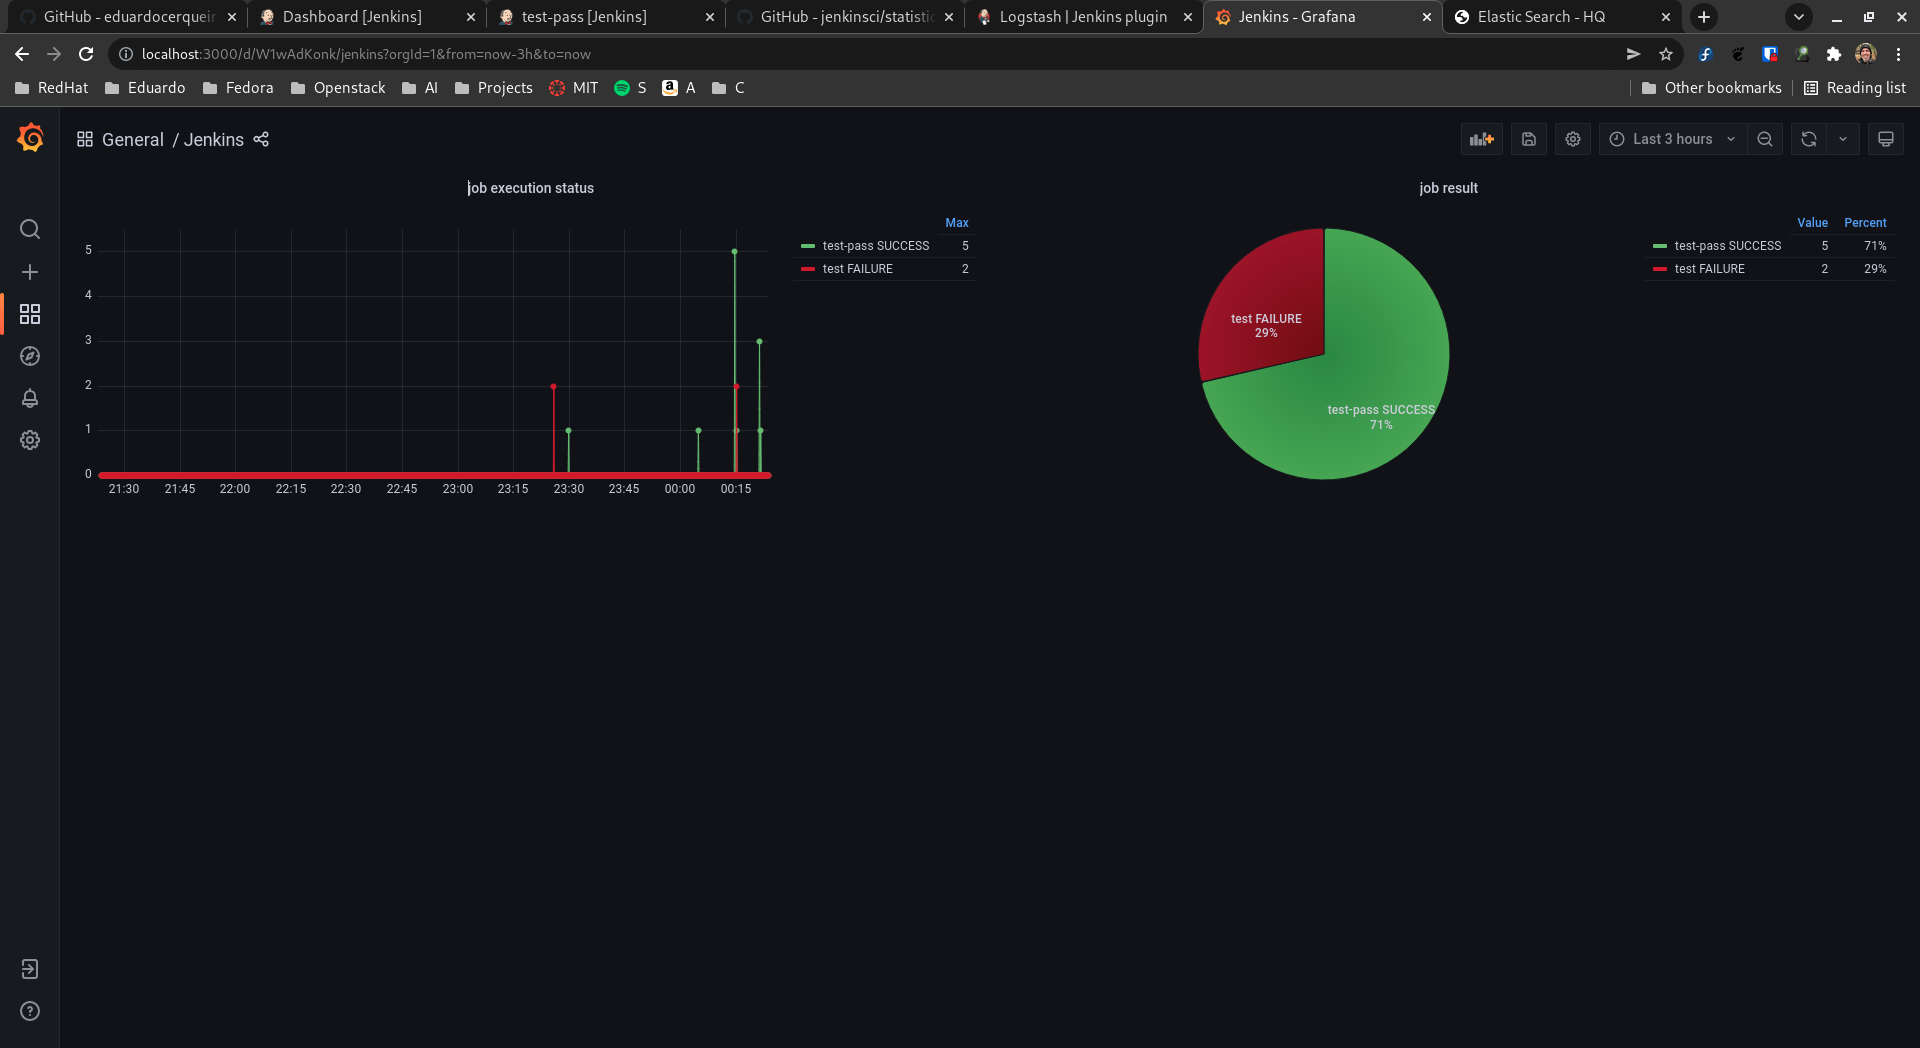 GitHub - eduardocerqueir
Dashboard [Jenkins]
test-pass [Jenkins]
GitHub - jenkinsci/statistic
Logstash | Jenkins plugin
Jenkins - Grafana
Elastic Search - HQ
localhost:3000/d/W1wAdKonk/jenkins?orgId=1&from=now-3h&to=now
RedHat Eduardo Fedora Openstack AI Projects MIT S A C Other bookmarks Reading list
General / Jenkins
Last 3 hours
job execution status
5
4
3
2
1
0
21:30 21:45 22:00 22:15 22:30 22:45 23:00 23:15 23:30 23:45 00:00 00:15
Max
test-pass SUCCESS 5
test FAILURE 2
job result
test FAILURE
29%
test-pass SUCCESS
71%
Value Percent
test-pass SUCCESS 5 71%
test FAILURE 2 29%